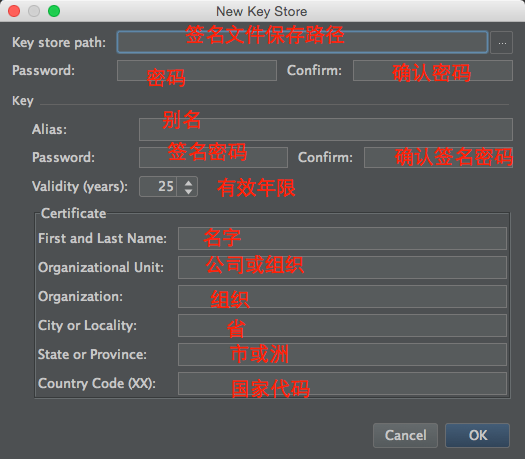 New Key Store
Key store path: 签名文件保存路径 ...
Password: 密码 Confirm: 确认密码
Key
Alias: 别名
Password: 签名密码 Confirm: 确认签名密码
Validity (years): 25 有效年限
Certificate
First and Last Name: 名字
Organizational Unit: 公司或组织
Organization: 组织
City or Locality: 省
State or Province: 市或洲
Country Code (XX): 国家代码
Cancel OK